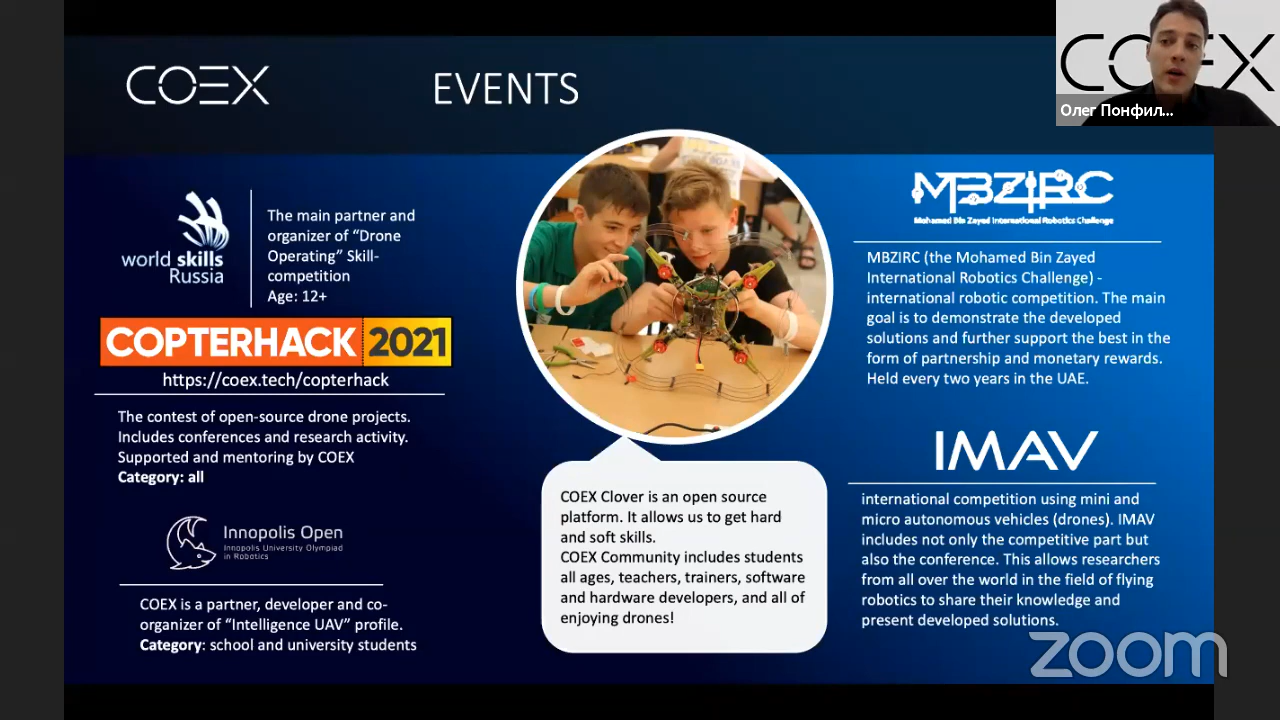 COEX
EVENTS
COEX
Олег Понфил...
world skills
Russia
The main partner and
organizer of “Drone
Operating” Skill-
competition
Age: 12+
COPTERHACK 2021
https://coex.tech/copterhack
The contest of open-source drone projects.
Includes conferences and research activity.
Supported and mentoring by COEX
Category: all
Innopolis Open
Innopolis University Olympiad
in Robotics
COEX is a partner, developer and co-
organizer of “Intelligence UAV” profile.
Category: school and university students
COEX Clover is an open source
platform. It allows us to get hard
and soft skills.
COEX Community includes students
all ages, teachers, trainers, software
and hardware developers, and all of
enjoying drones!
MBZIRC
Mohamed Bin Zayed International Robotics Challenge
MBZIRC (the Mohamed Bin Zayed
International Robotics Challenge) -
international robotic competition. The main
goal is to demonstrate the developed
solutions and further support the best in the
form of partnership and monetary rewards.
Held every two years in the UAE.
IMAV
international competition using mini and
micro autonomous vehicles (drones). IMAV
includes not only the competitive part but
also the conference. This allows researchers
from all over the world in the field of flying
robotics to share their knowledge and
present developed solutions.
zoom